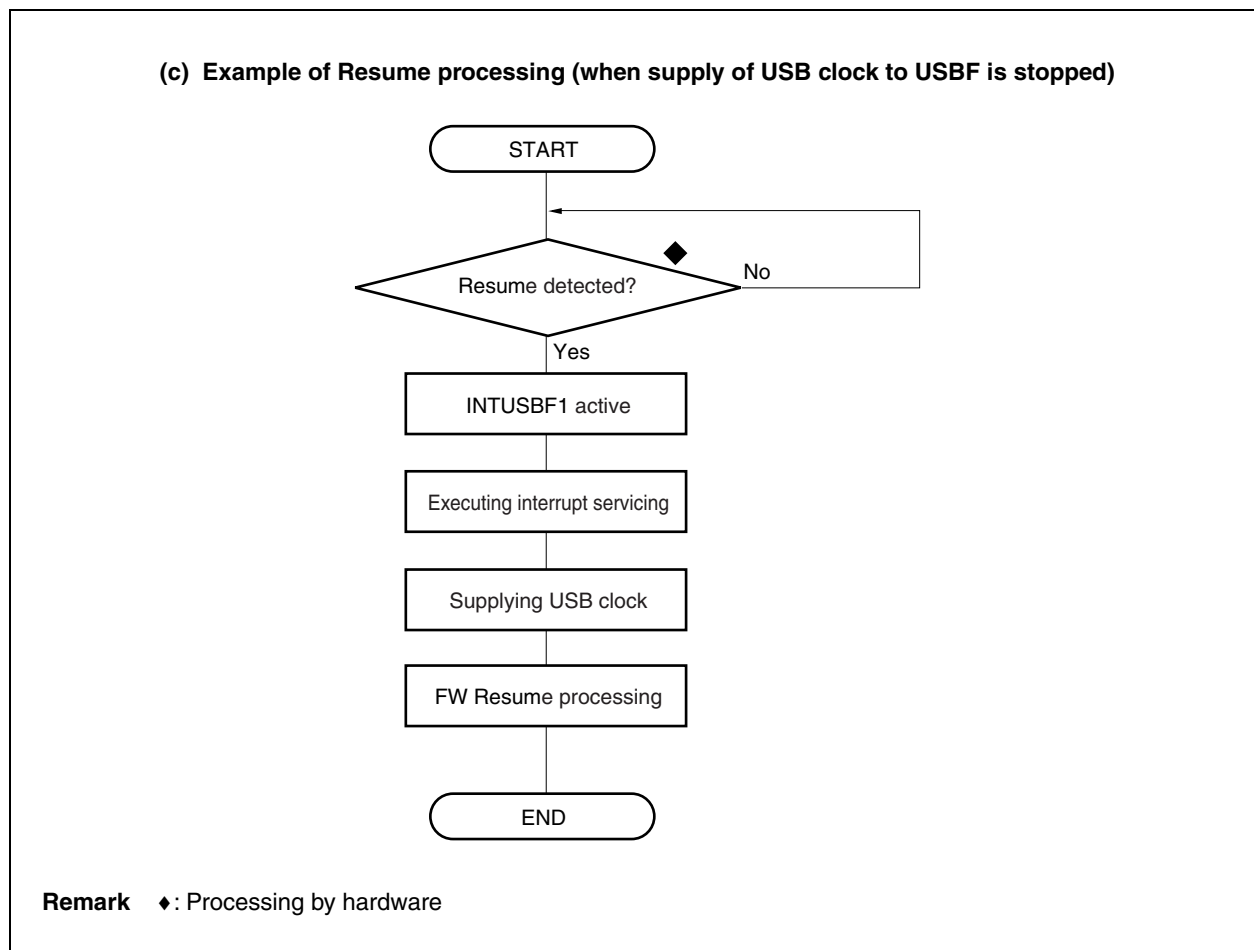 (c) Example of Resume processing (when supply of USB clock to USBF is stopped)
START
Resume detected?
No
Yes
INTUSBF1 active
Executing interrupt servicing
Supplying USB clock
FW Resume processing
END
Remark ♦: Processing by hardware